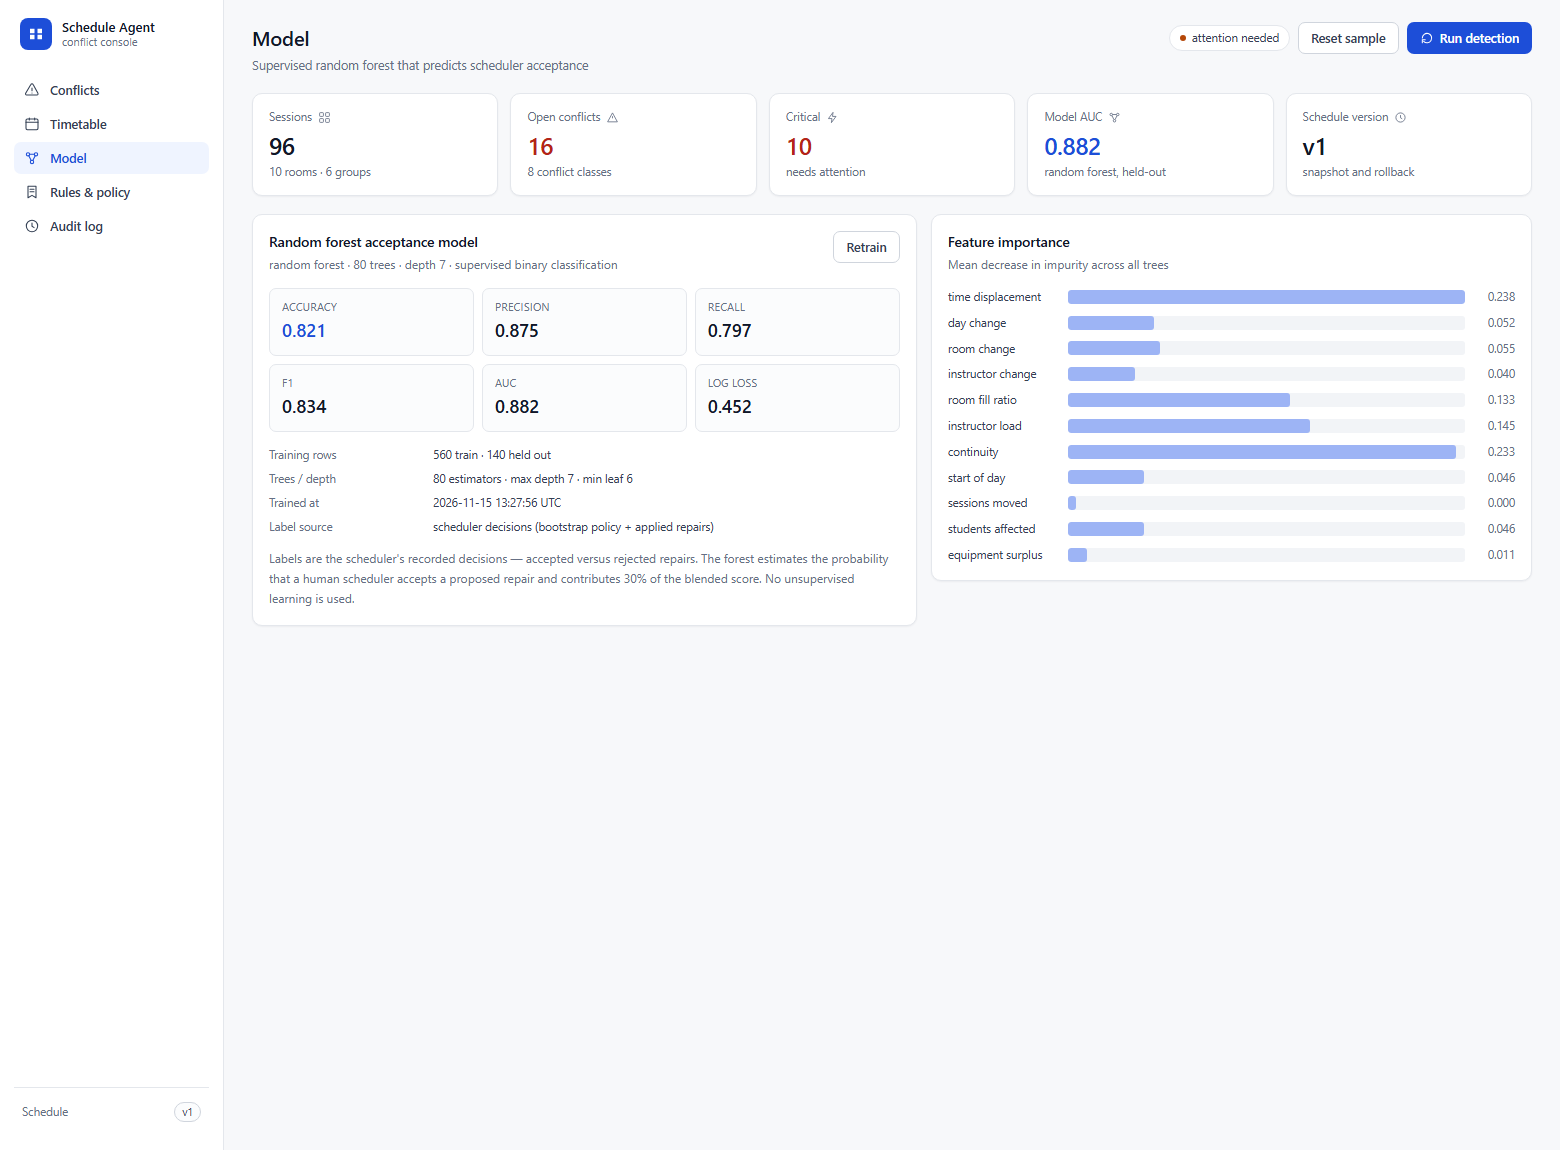 Schedule Agent
conflict console
Conflicts
Timetable
Model
Rules & policy
Audit log
Schedule
v1
Model
Supervised random forest that predicts scheduler acceptance
attention needed
Reset sample
Run detection
Sessions
96
10 rooms · 6 groups
Open conflicts
16
8 conflict classes
Critical
10
needs attention
Model AUC
0.882
random forest, held-out
Schedule version
v1
snapshot and rollback
Random forest acceptance model
random forest · 80 trees · depth 7 · supervised binary classification
Retrain
ACCURACY
0.821
PRECISION
0.875
RECALL
0.797
F1
0.834
AUC
0.882
LOG LOSS
0.452
Training rows 560 train · 140 held out
Trees / depth 80 estimators · max depth 7 · min leaf 6
Trained at 2026-11-15 13:27:56 UTC
Label source scheduler decisions (bootstrap policy + applied repairs)
Labels are the scheduler's recorded decisions — accepted versus rejected repairs. The forest estimates the probability
that a human scheduler accepts a proposed repair and contributes 30% of the blended score. No unsupervised
learning is used.
Feature importance
Mean decrease in impurity across all trees
time displacement 0.238
day change 0.052
room change 0.055
instructor change 0.040
room fill ratio 0.133
instructor load 0.145
continuity 0.233
start of day 0.046
sessions moved 0.000
students affected 0.046
equipment surplus 0.011